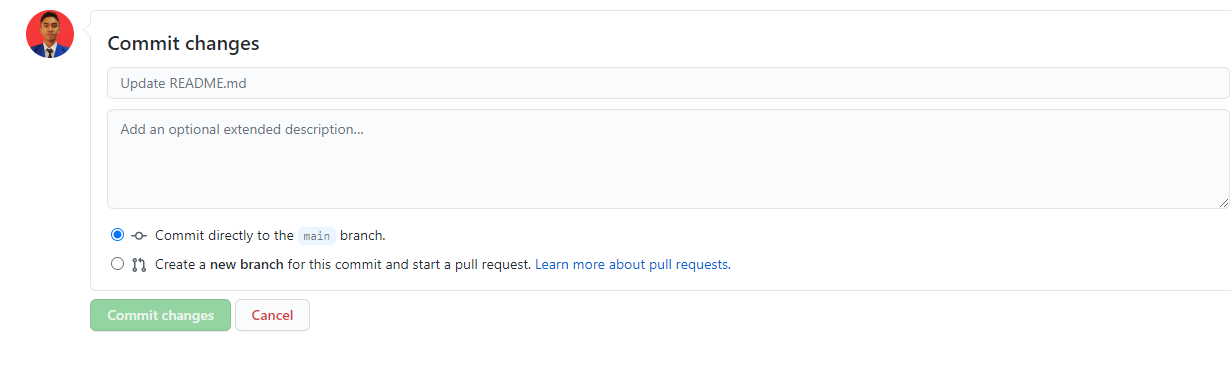 Commit changes
Update README.md
Add an optional extended description...
Commit directly to the main branch.
Create a new branch for this commit and start a pull request. Learn more about pull requests.
Commit changes Cancel